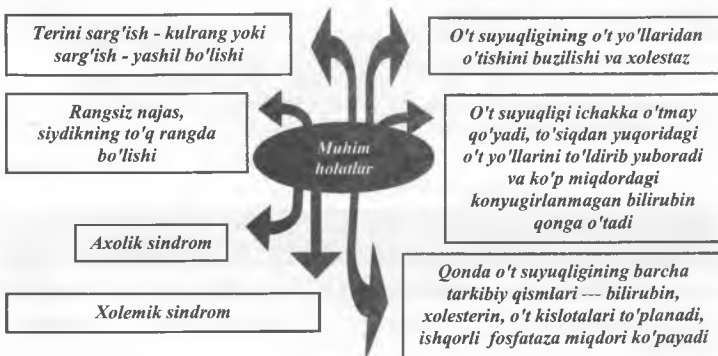 Terini sarg'ish - kulrang yoki
sarg'ish - yashil bo'lishi
O't suyuqligining o't yo'llaridan
o'tishini buzilishi va xolestaz
Rangsiz najas,
siydikning to'q rangda
bo'lishi
Muhim
holatlar
O't suyuqligi ichakka o'tmay
qo'yadi, to'siqdan yuqoridagi
o't yo'llarini to'ldirib yuboradi
va ko'p miqdordagi
konyugirlanmagan bilirubin
qonga o'tadi
Axolik sindrom
Xolemik sindrom
Qonda o't suyuqligining barcha
tarkibiy qismlari --- bilirubin,
xolesterin, o't kislotalari to'planadi,
ishqorli fosfataza miqdori ko'payadi